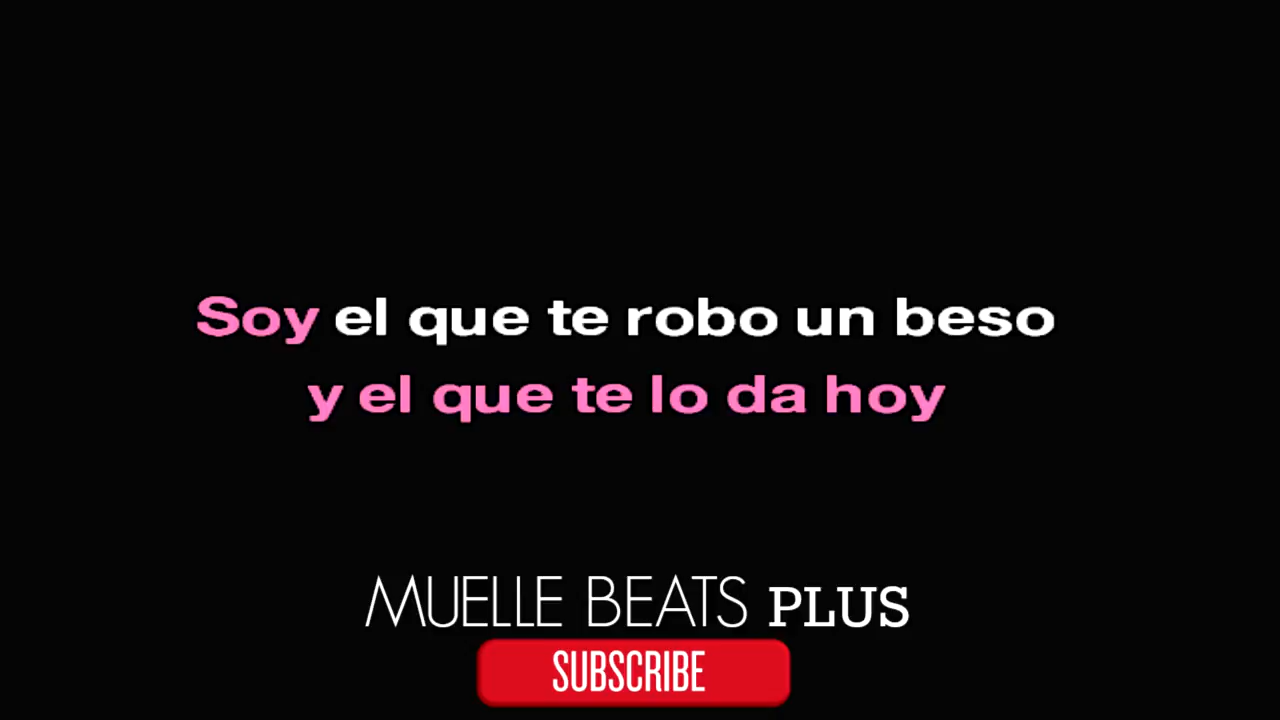 Soy el que te robo un beso
y el que te lo da hoy
MUELLE BEATS PLUS
SUBSCRIBE